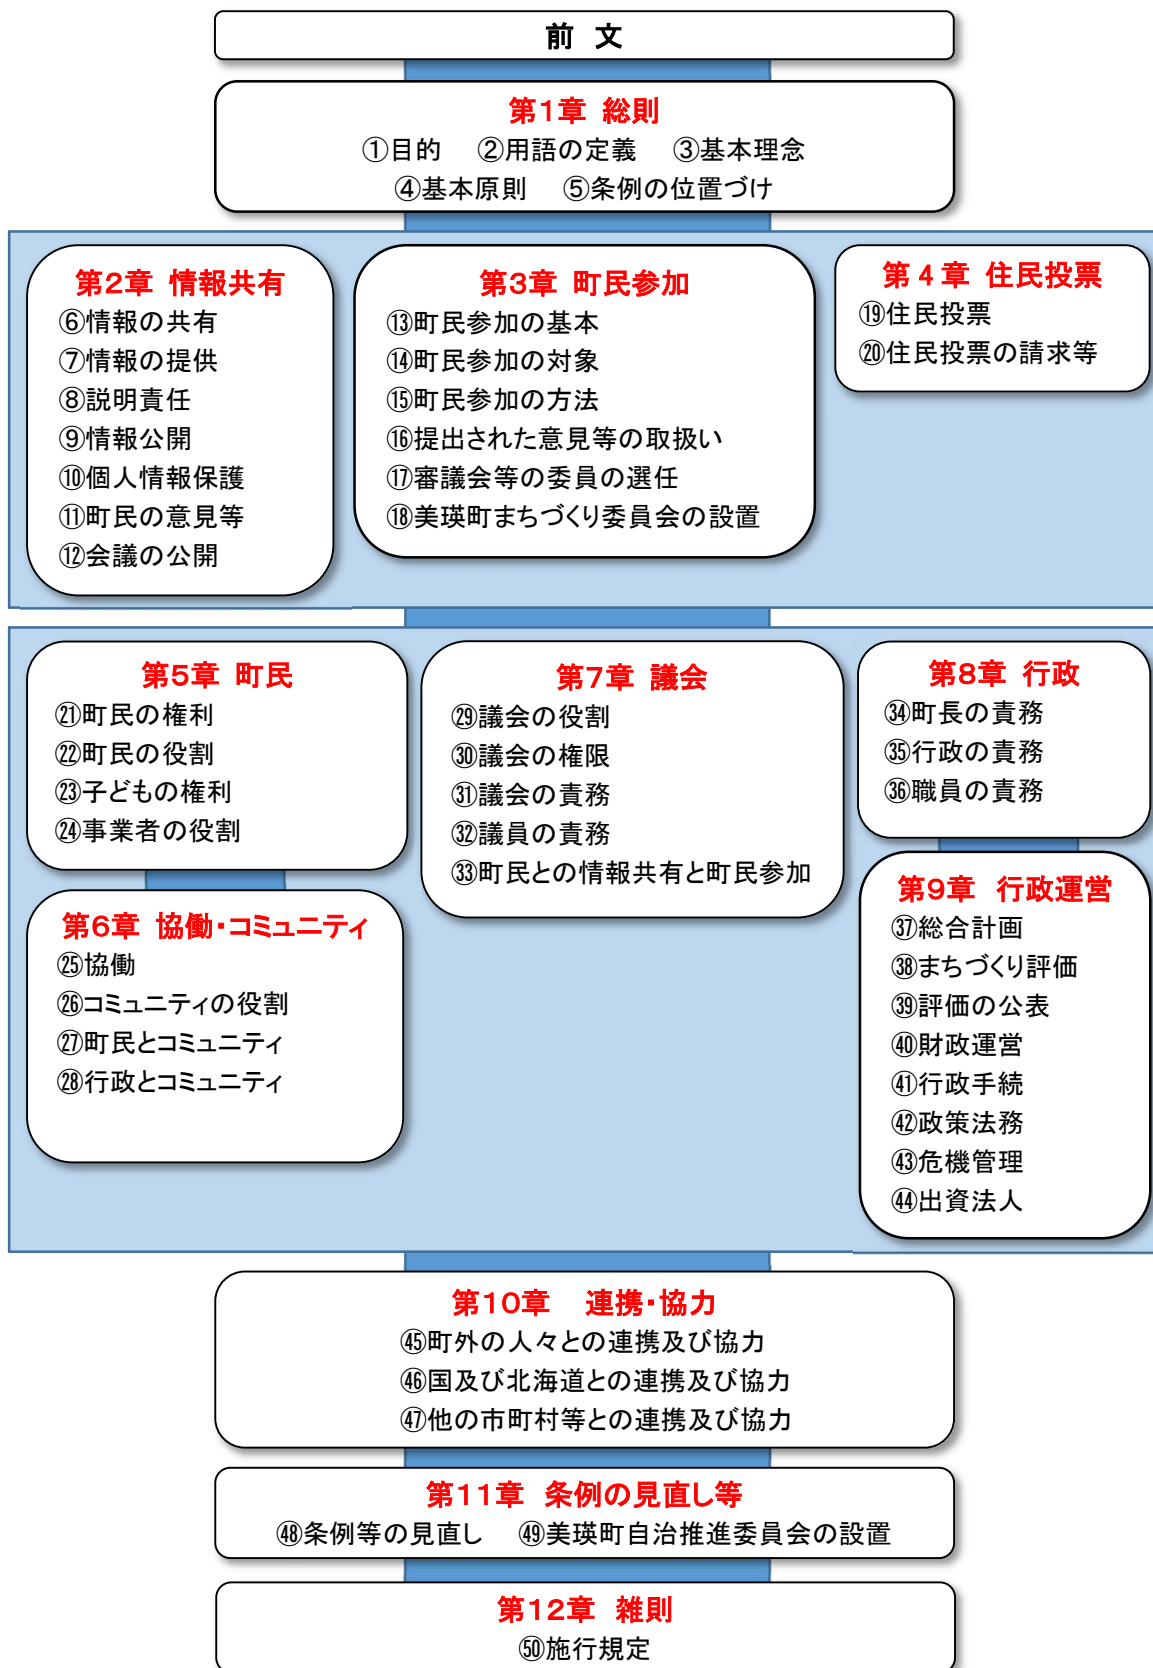 前 文
第1章 総則
①目的 ②用語の定義 ③基本理念
④基本原則 ⑤条例の位置づけ
第2章 情報共有
⑥情報の共有
⑦情報の提供
⑧説明責任
⑨情報公開
⑩個人情報保護
⑪町民の意見等
⑫会議の公開
第3章 町民参加
⑬町民参加の基本
⑭町民参加の対象
⑮町民参加の方法
⑯提出された意見等の取扱い
⑰審議会等の委員の選任
⑱美瑛町まちづくり委員会の設置
第4章 住民投票
⑲住民投票
⑳住民投票の請求等
第5章 町民
㉑町民の権利
㉒町民の役割
㉓子どもの権利
㉔事業者の役割
第6章 協働・コミュニティ
㉕協働
㉖コミュニティの役割
㉗町民とコミュニティ
㉘行政とコミュニティ
第7章 議会
㉙議会の役割
㉚議会の権限
㉛議会の責務
㉜議員の責務
㉝町民との情報共有と町民参加
第8章 行政
㉞町長の責務
㉟行政の責務
㊱職員の責務
第9章 行政運営
㊲総合計画
㊳まちづくり評価
㊴評価の公表
㊵財政運営
㊶行政手続
㊷政策法務
㊸危機管理
㊹出資法人
第10章 連携・協力
㊺町外の人々との連携及び協力
㊻国及び北海道との連携及び協力
㊼他の市町村等との連携及び協力
第11章 条例の見直し等
㊽条例等の見直し ㊾美瑛町自治推進委員会の設置
第12章 雑則
㊿施行規定